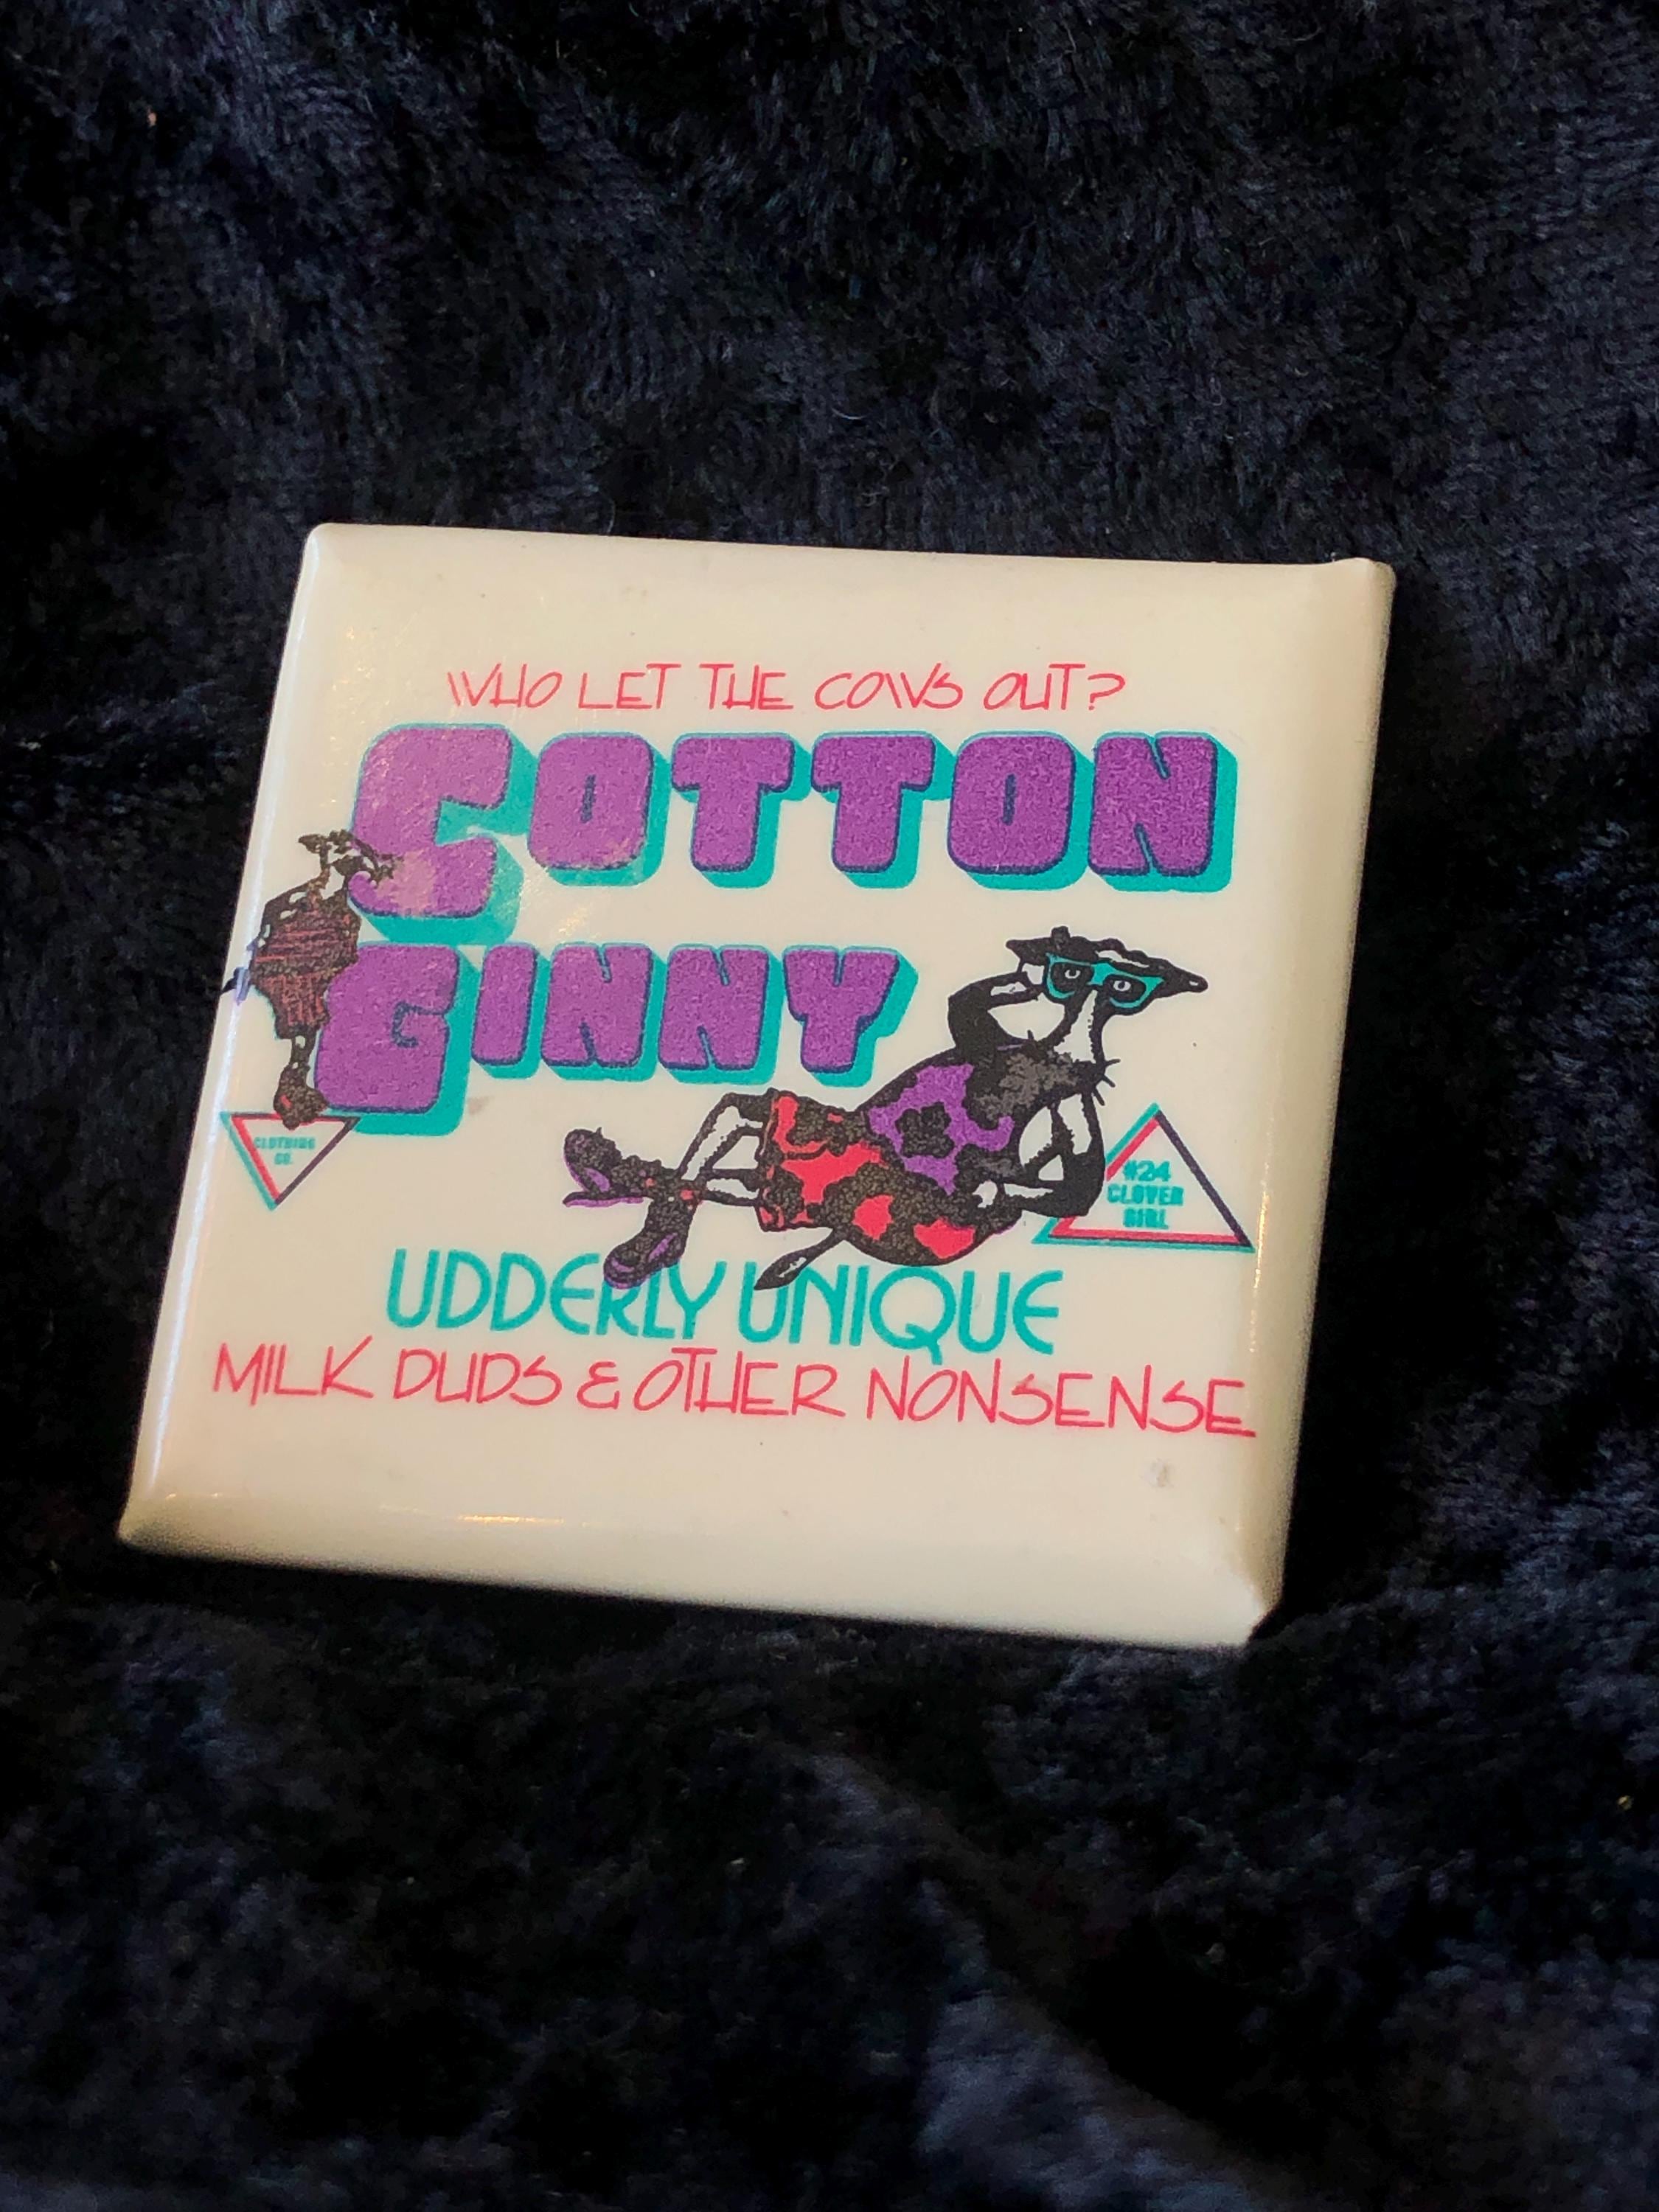 WHO LET THE COWS OUT?
COTTON
GINNY
CLOTHING
CO.
#24
CLOVER
GIRL
UDDERLY UNIQUE
MILK DUDS & OTHER NONSENSE